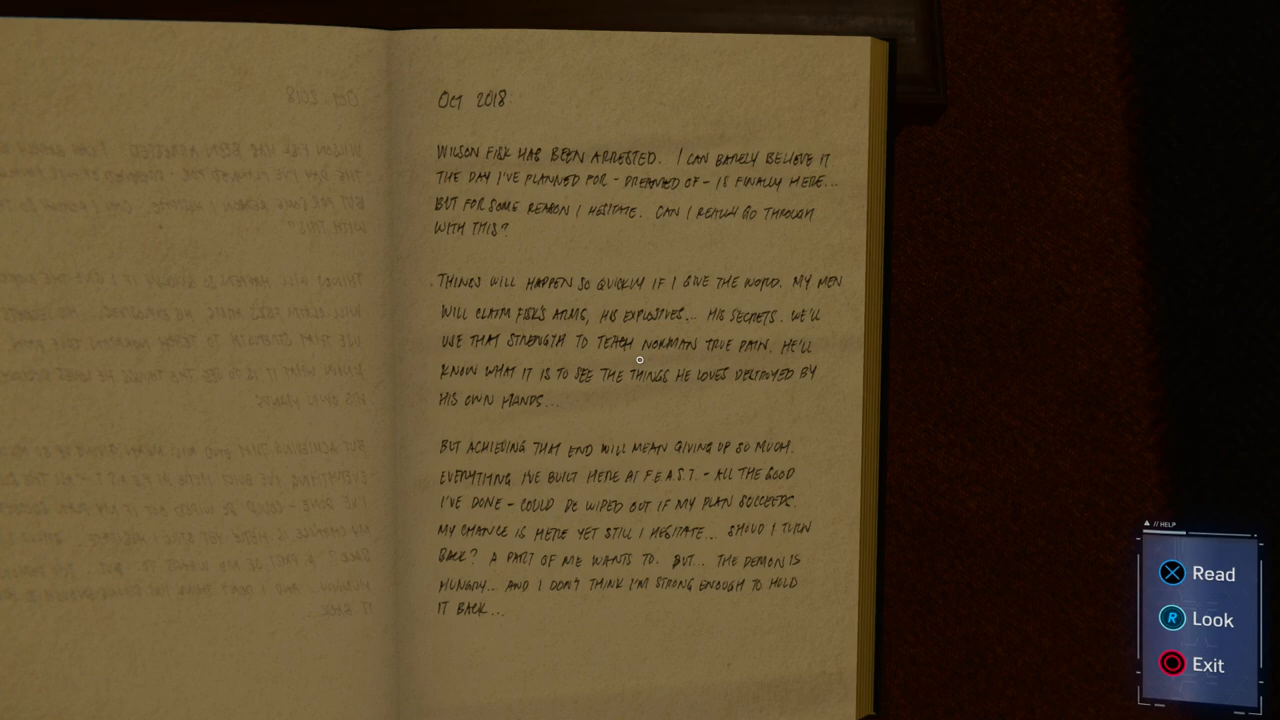 OCT 2018
WILSON FISK HAS BEEN ARRESTED. I CAN BARELY BELIEVE IT
THE DAY I'VE PLANNED FOR - DREAMED OF - IS FINALLY HERE...
BUT FOR SOME REASON I HESITATE. CAN I REALLY GO THROUGH
WITH THIS?
THINGS WILL HAPPEN SO QUICKLY IF I GIVE THE WORD. MY MEN
WILL CLAIM FISK'S ARMS, HIS EXPLOSIVES... HIS SECRETS. WE'LL
USE THAT STRENGTH TO TEACH NORMAN TRUE PAIN. HE'LL
KNOW WHAT IT IS TO SEE THE THINGS HE LOVES DESTROYED BY
HIS OWN HANDS...
BUT ACHIEVING THAT END WILL MEAN GIVING UP SO MUCH.
EVERYTHING I'VE BUILT HERE AT F.E.A.S.T. - ALL THE GOOD
I'VE DONE - COULD BE WIPED OUT IF MY PLAN SUCCEEDS.
MY CHANCE IS HERE YET STILL I HESITATE... SHOULD I TURN
BACK? A PART OF ME WANTS TO. BUT... THE DEMON IS
HUNGRY... AND I DON'T THINK I'M STRONG ENOUGH TO HOLD
IT BACK...
// HELP
Read
R Look
Exit